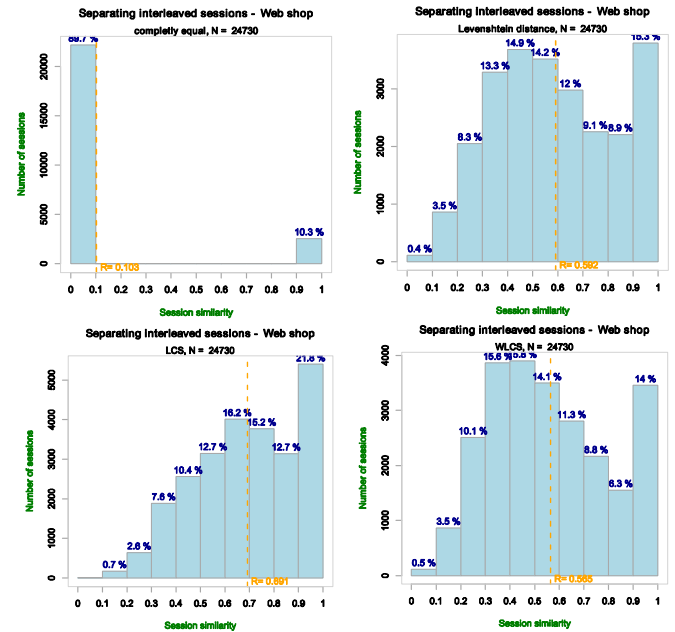 Separating interleaved sessions - Web shop
completly equal, N = 24730
89.7 %
10.3 %
R= 0.103
Number of sessions
0
5000
10000
15000
20000
0 0.1 0.2 0.3 0.4 0.5 0.6 0.7 0.8 0.9 1
Session similarity
Separating interleaved sessions - Web shop
Levenshtein distance, N = 24730
0.4 %
3.5 %
8.3 %
13.3 %
14.9 %
14.2 %
12 %
9.1 %
8.9 %
15.3 %
R= 0.592
Number of sessions
0
1000
2000
3000
0 0.1 0.2 0.3 0.4 0.5 0.6 0.7 0.8 0.9 1
Session similarity
Separating interleaved sessions - Web shop
LCS, N = 24730
0.7 %
2.6 %
7.6 %
10.4 %
12.7 %
16.2 %
15.2 %
12.7 %
21.8 %
R= 0.691
Number of sessions
0
1000
2000
3000
4000
5000
0 0.1 0.2 0.3 0.4 0.5 0.6 0.7 0.8 0.9 1
Session similarity
Separating interleaved sessions - Web shop
WLCS, N = 24730
0.5 %
3.5 %
10.1 %
15.6 %
15.8 %
14.1 %
11.3 %
8.8 %
6.3 %
14 %
R= 0.565
Number of sessions
0
1000
2000
3000
4000
0 0.1 0.2 0.3 0.4 0.5 0.6 0.7 0.8 0.9 1
Session similarity